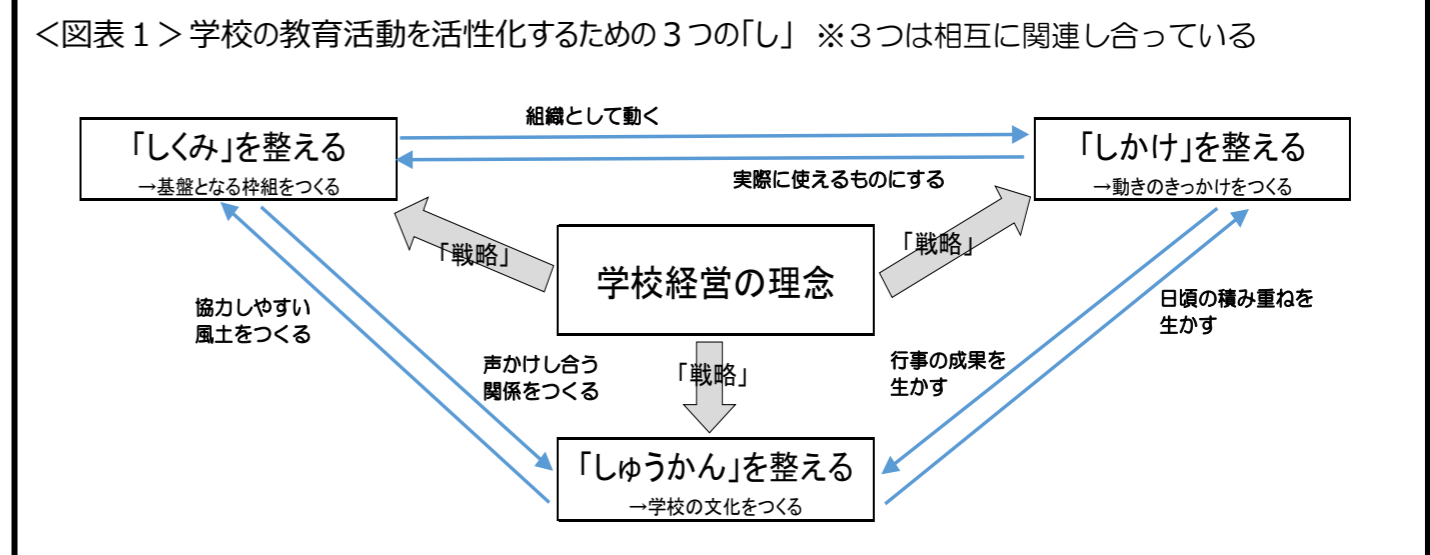 ＜図表１＞学校の教育活動を活性化するための３つの「し」 ※３つは相互に関連し合っている
組織として動く
「しくみ」を整える
→基盤となる枠組をつくる
「しかけ」を整える
→動きのきっかけをつくる
実際に使えるものにする
「戦略」
「戦略」
学校経営の理念
協力しやすい
風土をつくる
日頃の積み重ねを
生かす
声かけし合う
関係をつくる
「戦略」
行事の成果を
生かす
「しゅうかん」を整える
→学校の文化をつくる